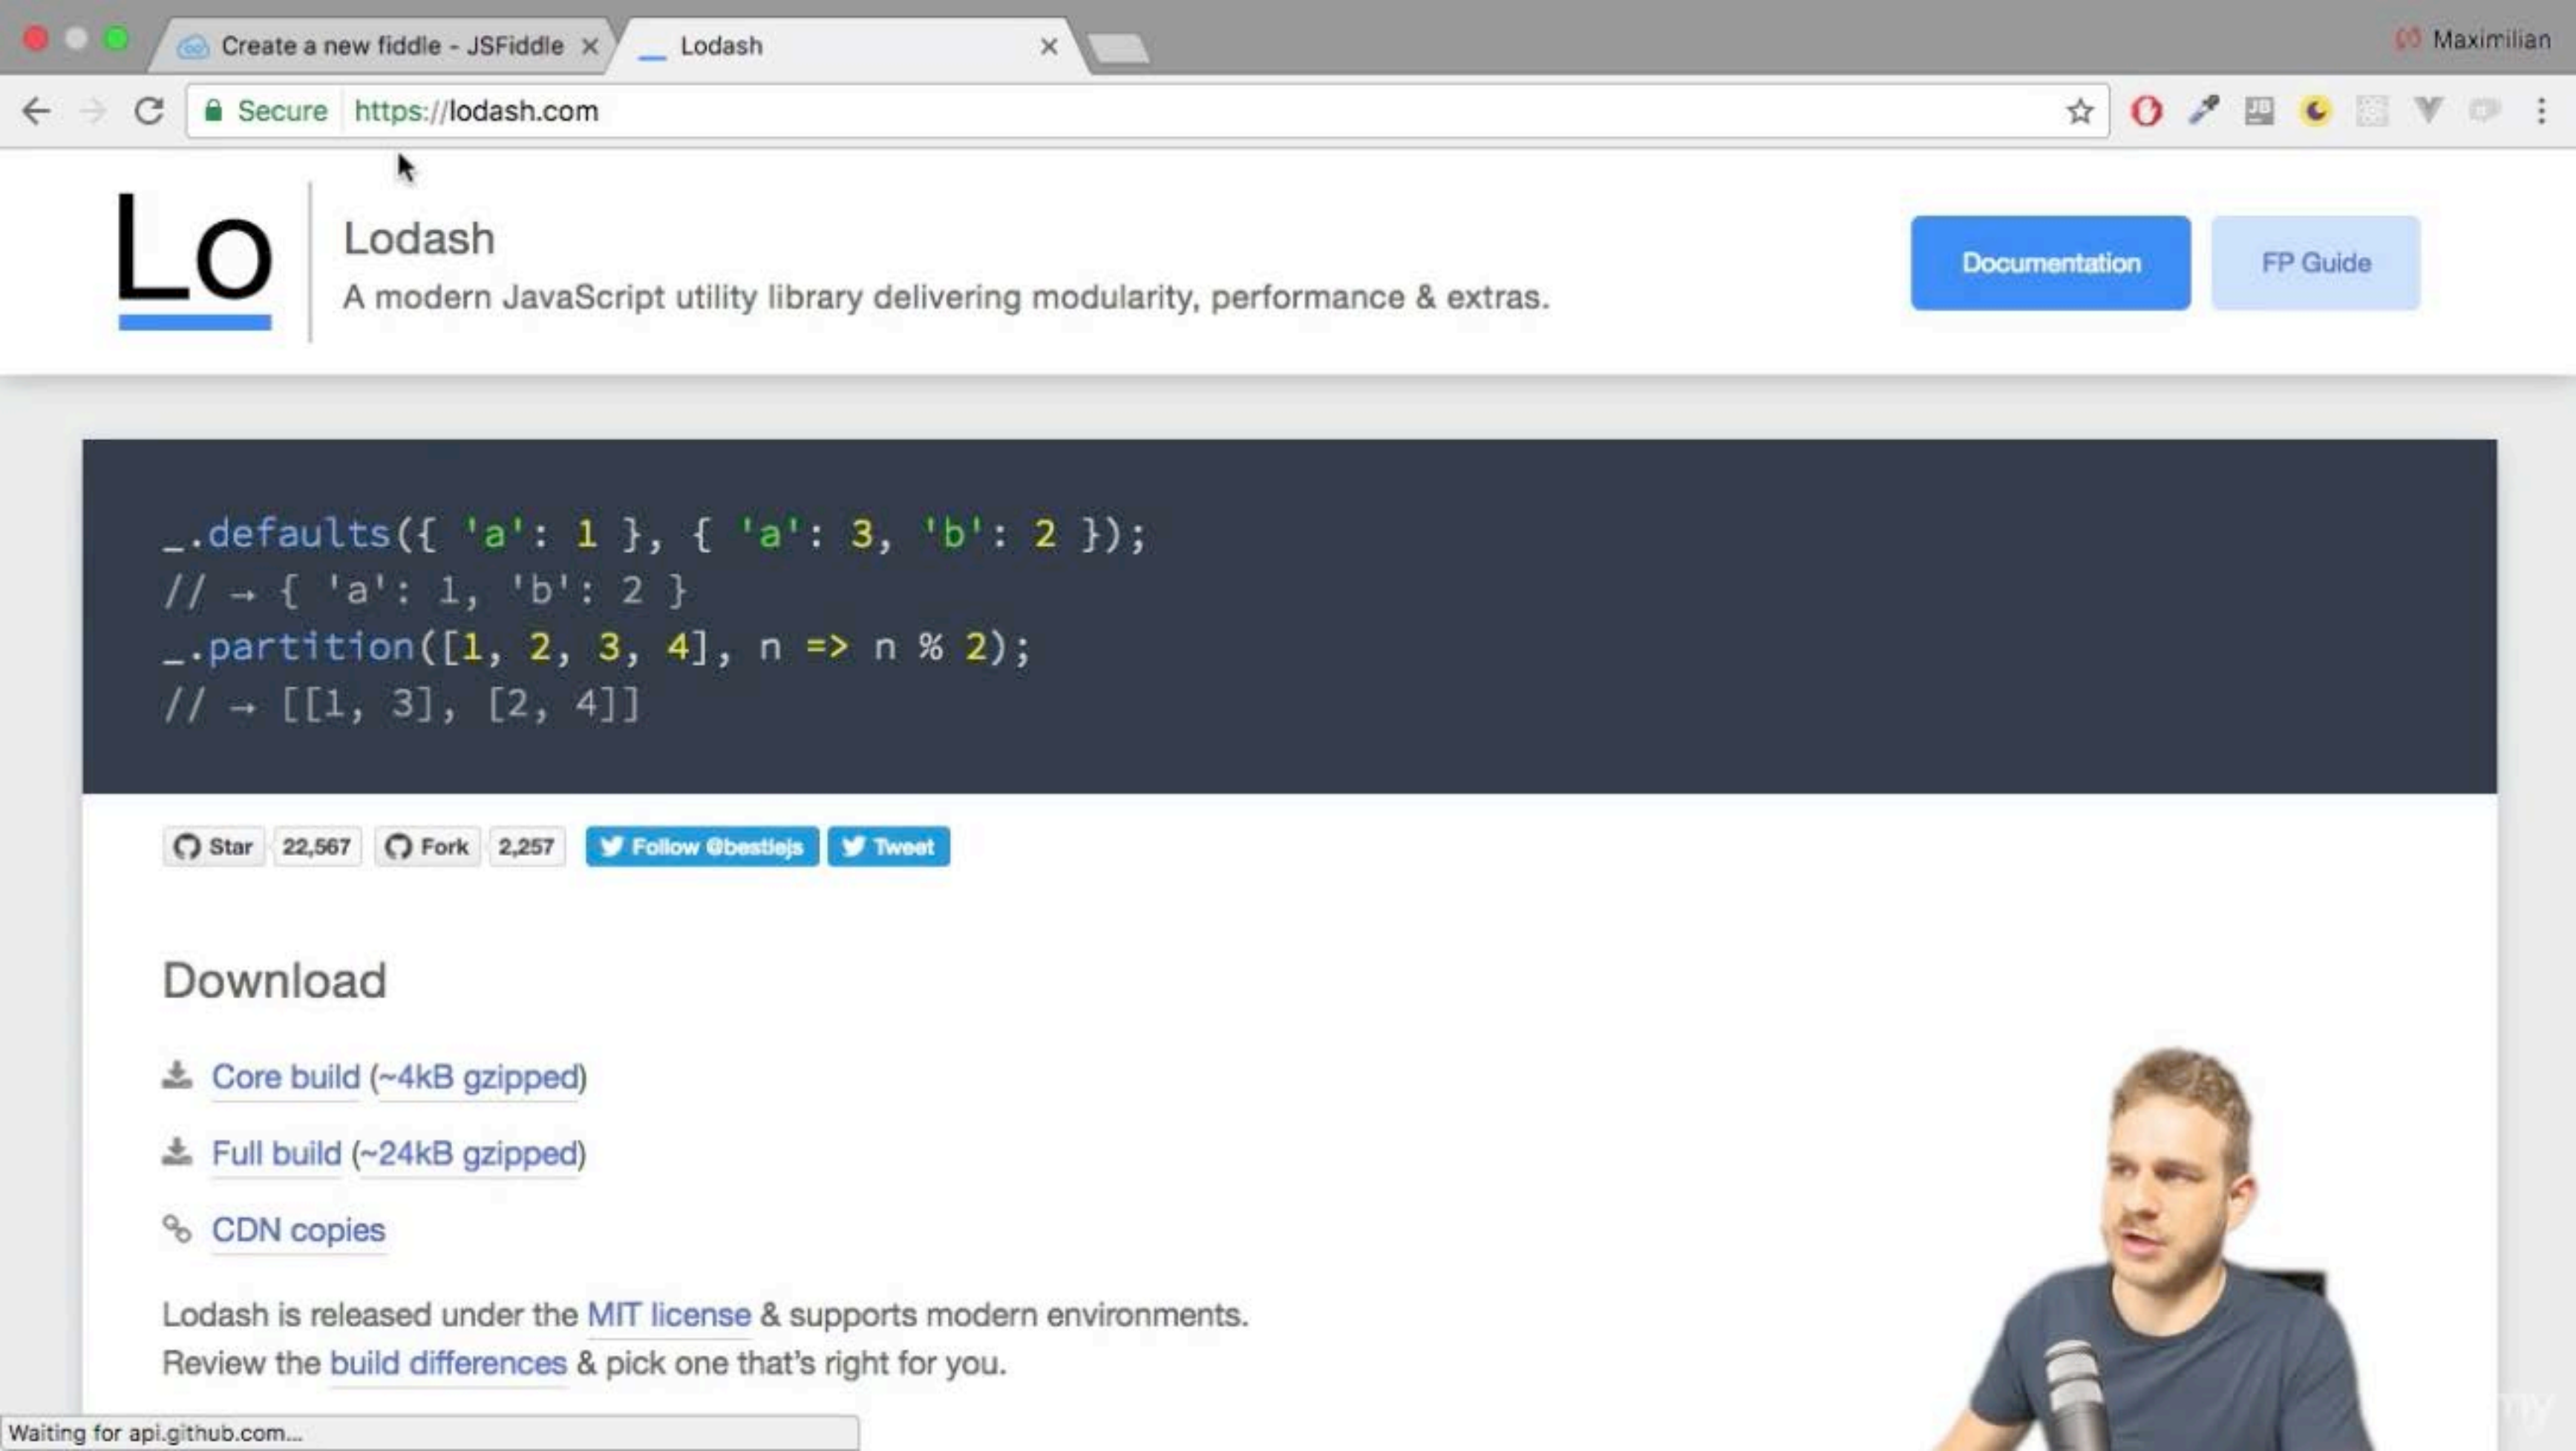 Create a new fiddle - JSFiddle
Lodash
Maximilian
Secure
https://lodash.com
JB
Lo
Lodash
A modern JavaScript utility library delivering modularity, performance & extras.
Documentation
FP Guide
_.defaults({ 'a': 1 }, { 'a': 3, 'b': 2 });
// → { 'a': 1, 'b': 2 }
_.partition([1, 2, 3, 4], n => n % 2);
// → [[1, 3], [2, 4]]
Star 22,567 Fork 2,257 Follow @bestiejs Tweet
Download
Core build (~4kB gzipped)
Full build (~24kB gzipped)
CDN copies
Lodash is released under the MIT license & supports modern environments.
Review the build differences & pick one that's right for you.
Waiting for api.github.com...
my